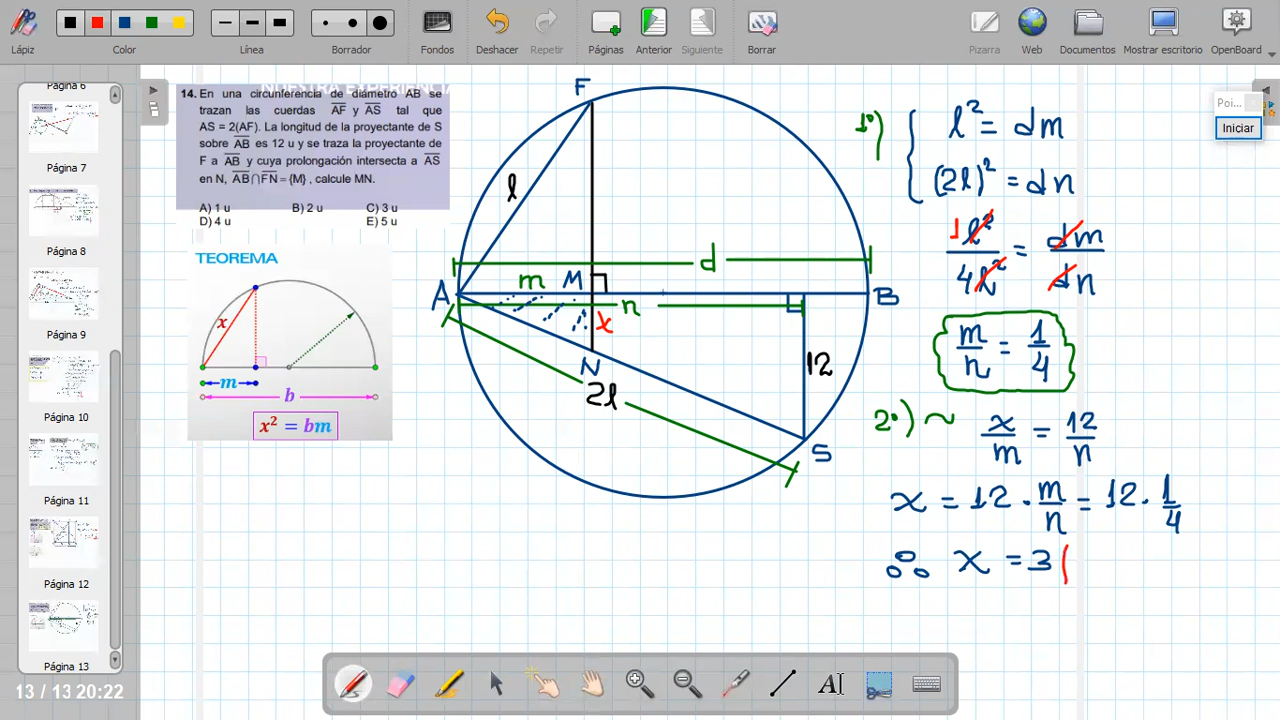 Lápiz
Color
Línea
Borrador
Fondos
Deshacer
Repetir
Páginas
Anterior
Siguiente
Borrar
Pizarra
Web
Documentos
Mostrar escritorio
OpenBoard
Página 6
Página 7
Página 8
Página 9
Página 10
Página 11
Página 12
Página 13
13 / 13 20:22
NUESTRA EXPERIENCI
14. En una circunferencia de diámetro AB se
trazan las cuerdas AF y AS tal que
AS = 2(AF). La longitud de la proyectante de S
sobre AB es 12 u y se traza la proyectante de
F a AB y cuya prolongación intersecta a AS
en N, AB∩FN={M} , calcule MN.
A) 1 u B) 2 u C) 3 u
D) 4 u E) 5 u
TEOREMA
x
m
b
x² = bm
F
l
d
m M
A B
n
x
N
12
2l
S
1°) l² = dm
(2l)² = dn
1l²/4l² = dm/dn
m/n = 1/4
2°) ~ x/m = 12/n
x = 12 · m/n = 12 · 1/4
∴ x = 3
Poi...
Iniciar